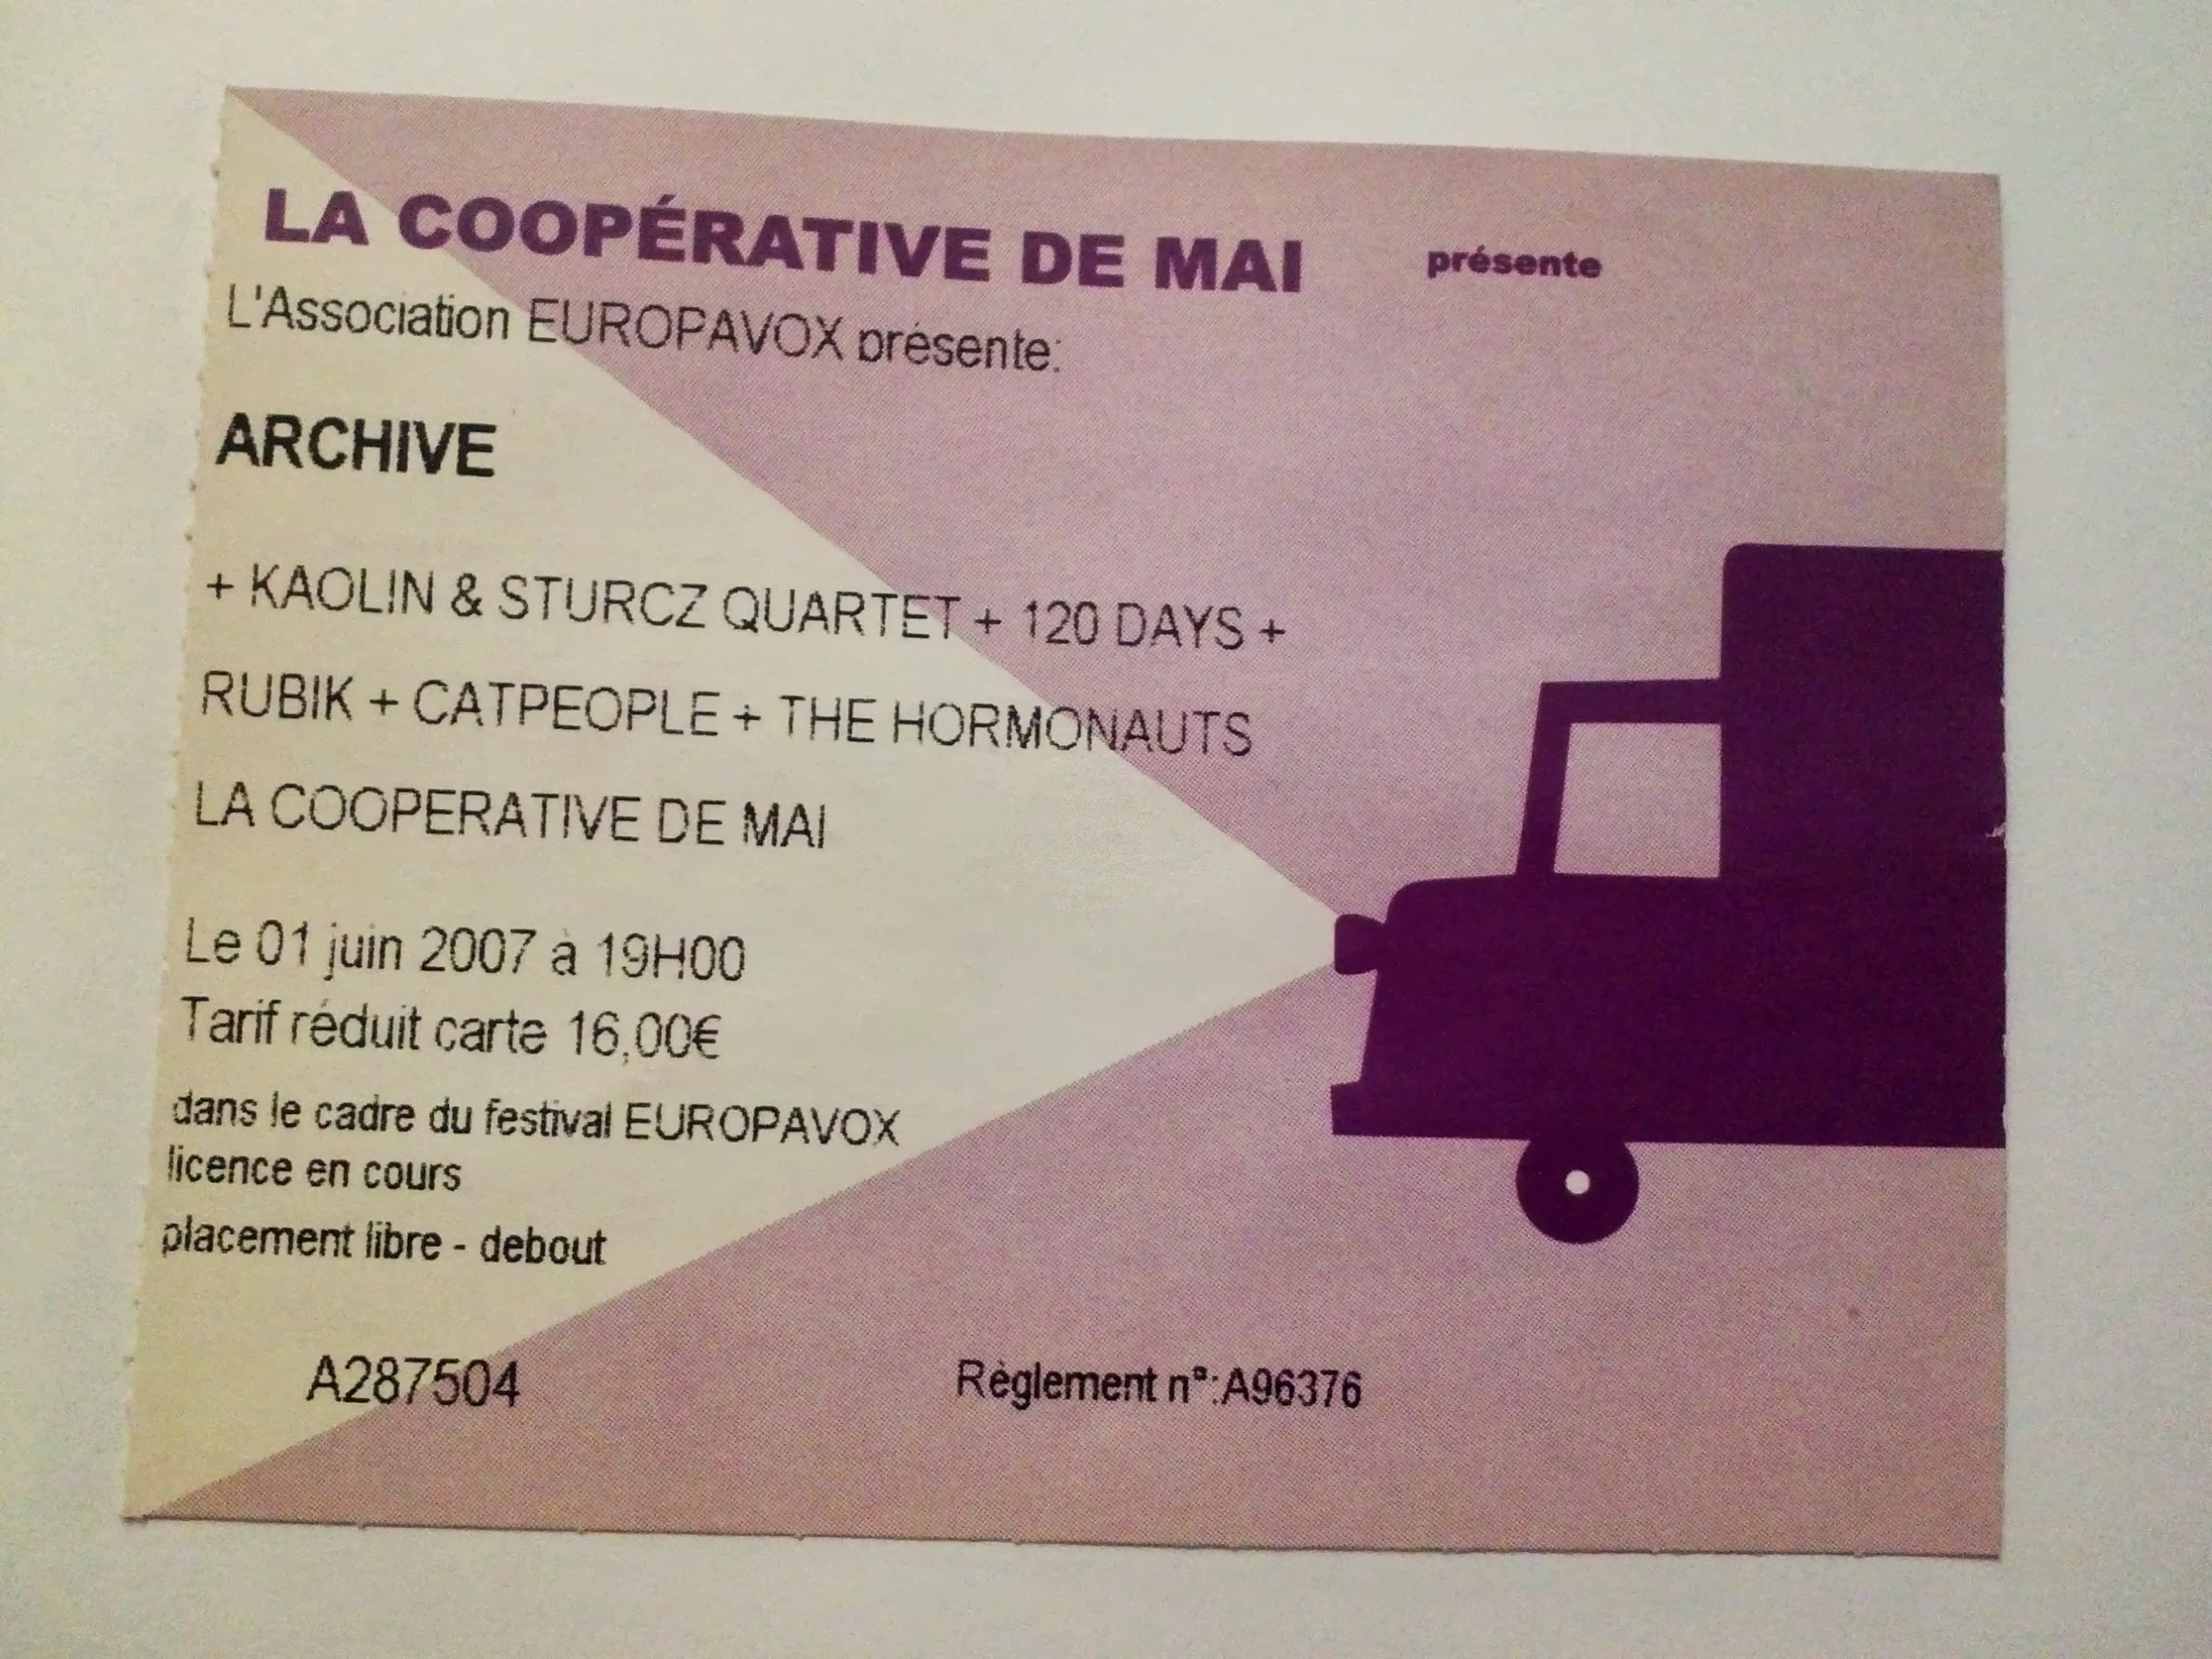 LA COOPÉRATIVE DE MAI présente
L'Association EUROPAVOX présente:
ARCHIVE
+ KAOLIN & STURCZ QUARTET + 120 DAYS +
RUBIK + CATPEOPLE + THE HORMONAUTS
LA COOPERATIVE DE MAI
Le 01 juin 2007 à 19H00
Tarif réduit carte 16,00€
dans le cadre du festival EUROPAVOX
licence en cours
placement libre - debout
A287504 Règlement n°:A96376